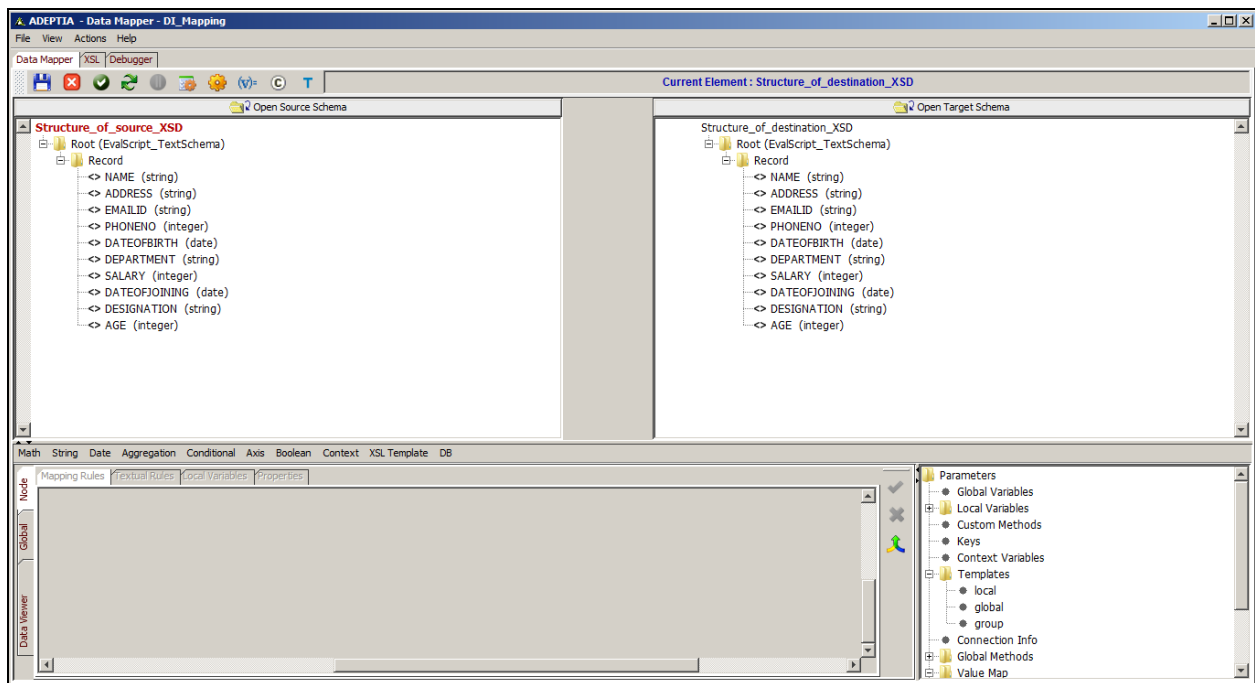 ADEPTIA - Data Mapper - DI_Mapping
File View Actions Help
Data Mapper XSL Debugger
(v)= © T Current Element : Structure_of_destination_XSD
Open Source Schema
Open Target Schema
Structure_of_source_XSD
Root (EvalScript_TextSchema)
Record
<> NAME (string)
<> ADDRESS (string)
<> EMAILID (string)
<> PHONENO (integer)
<> DATEOFBIRTH (date)
<> DEPARTMENT (string)
<> SALARY (integer)
<> DATEOFJOINING (date)
<> DESIGNATION (string)
<> AGE (integer)
Structure_of_destination_XSD
Root (EvalScript_TextSchema)
Record
<> NAME (string)
<> ADDRESS (string)
<> EMAILID (string)
<> PHONENO (integer)
<> DATEOFBIRTH (date)
<> DEPARTMENT (string)
<> SALARY (integer)
<> DATEOFJOINING (date)
<> DESIGNATION (string)
<> AGE (integer)
Math String Date Aggregation Conditional Axis Boolean Context XSL Template DB
Node
Global
Data Viewer
Mapping Rules Textual Rules Local Variables Properties
Parameters
Global Variables
Local Variables
Custom Methods
Keys
Context Variables
Templates
local
global
group
Connection Info
Global Methods
Value Map